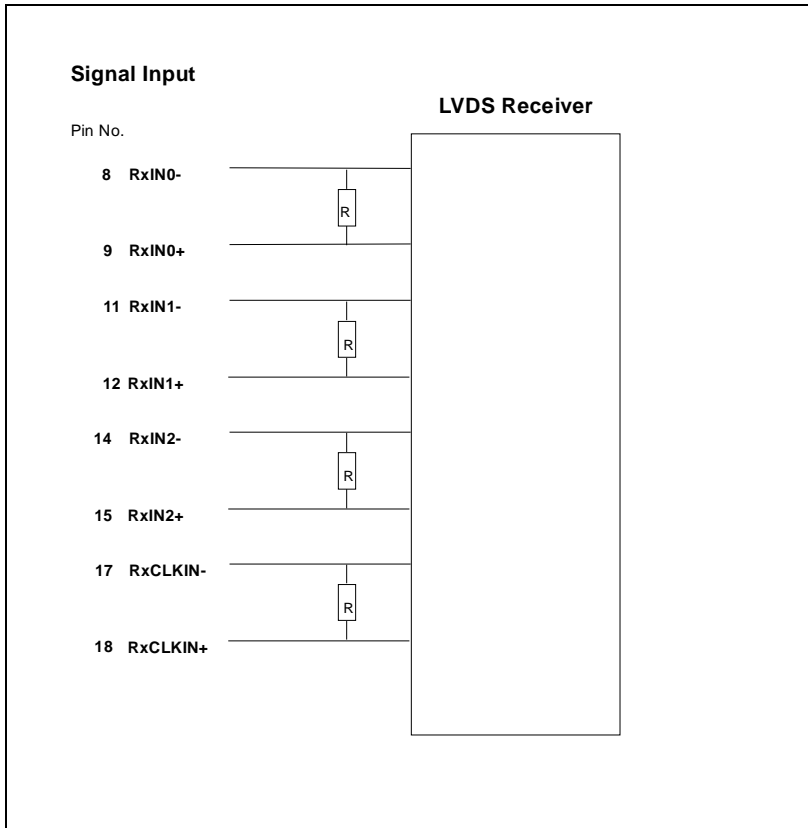 Signal Input
LVDS Receiver
Pin No.
8 RxIN0-
R
9 RxIN0+
11 RxIN1-
R
12 RxIN1+
14 RxIN2-
R
15 RxIN2+
17 RxCLKIN-
R
18 RxCLKIN+